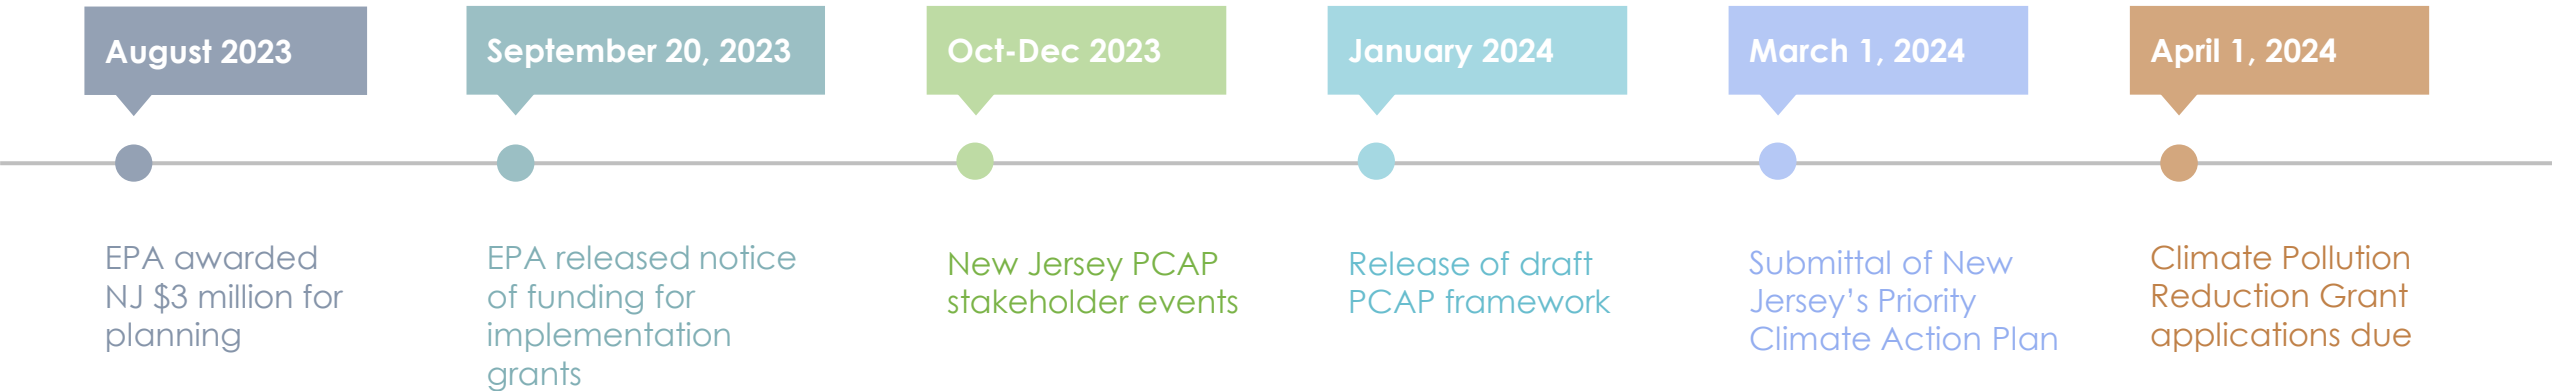 August 2023
EPA awarded
NJ $3 million for
planning
September 20, 2023
EPA released notice
of funding for
implementation
grants
Oct-Dec 2023
New Jersey PCAP
stakeholder events
January 2024
Release of draft
PCAP framework
March 1, 2024
Submittal of New
Jersey’s Priority
Climate Action Plan
April 1, 2024
Climate Pollution
Reduction Grant
applications due